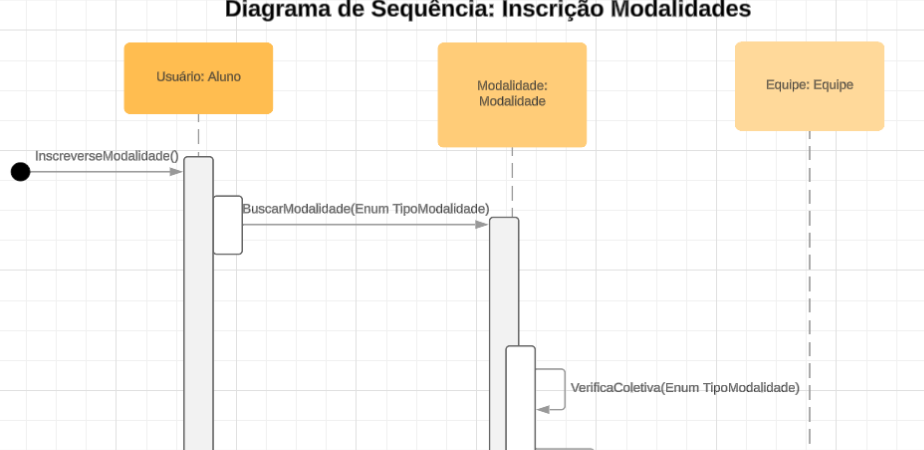 Diagrama de Sequência: Inscrição Modalidades
Usuário: Aluno
Modalidade:
Modalidade
Equipe: Equipe
InscreverseModalidade()
BuscarModalidade(Enum TipoModalidade)
VerificaColetiva(Enum TipoModalidade)